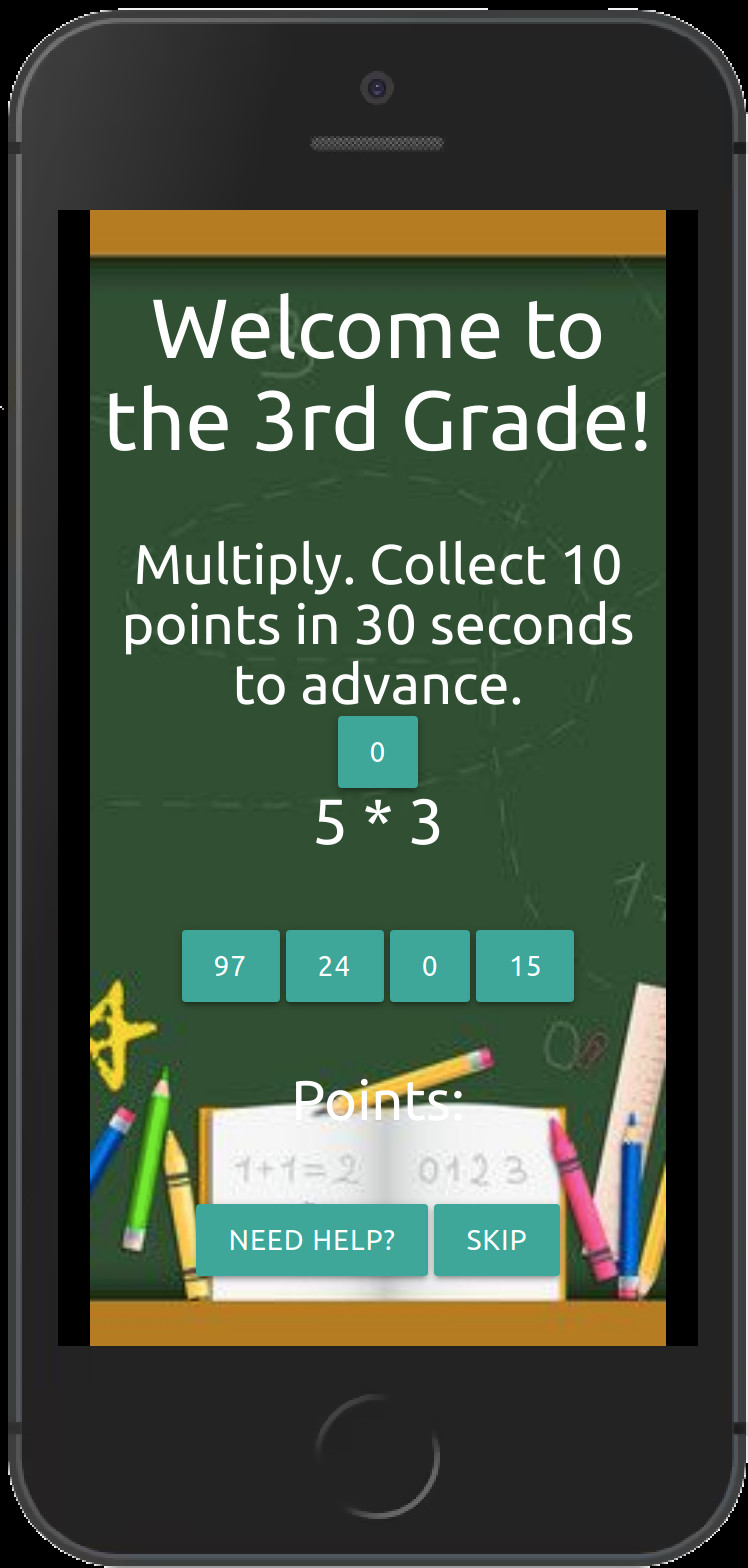 Welcome to
the 3rd Grade!
Multiply. Collect 10
points in 30 seconds
to advance.
0
5 * 3
97 24 0 15
Points:
1+1=2 0123
NEED HELP? SKIP